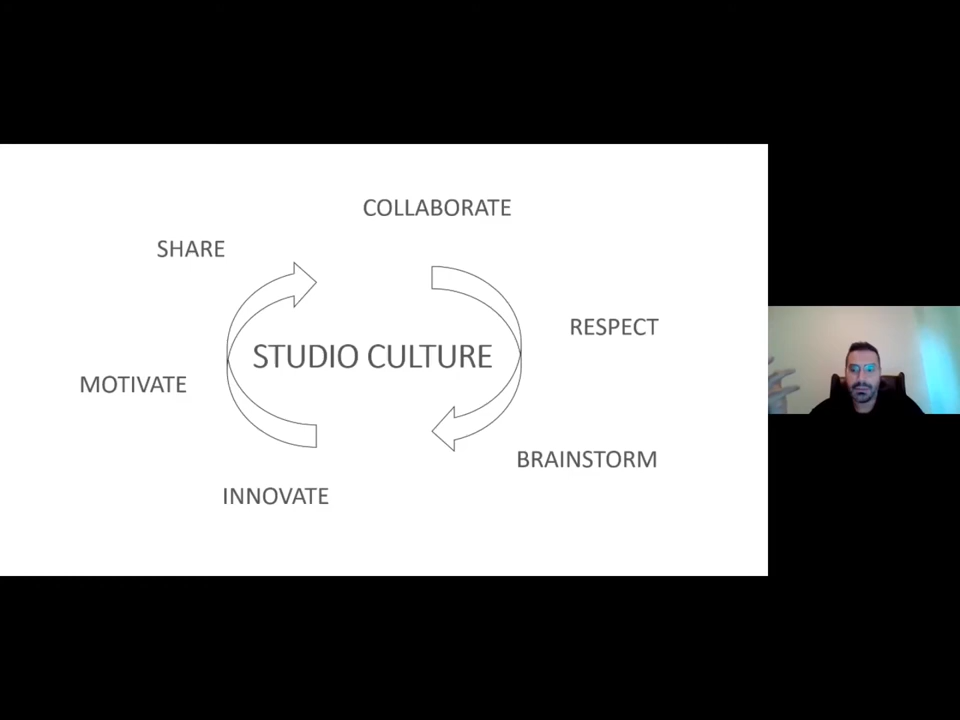 COLLABORATE
SHARE
RESPECT
STUDIO CULTURE
MOTIVATE
BRAINSTORM
INNOVATE